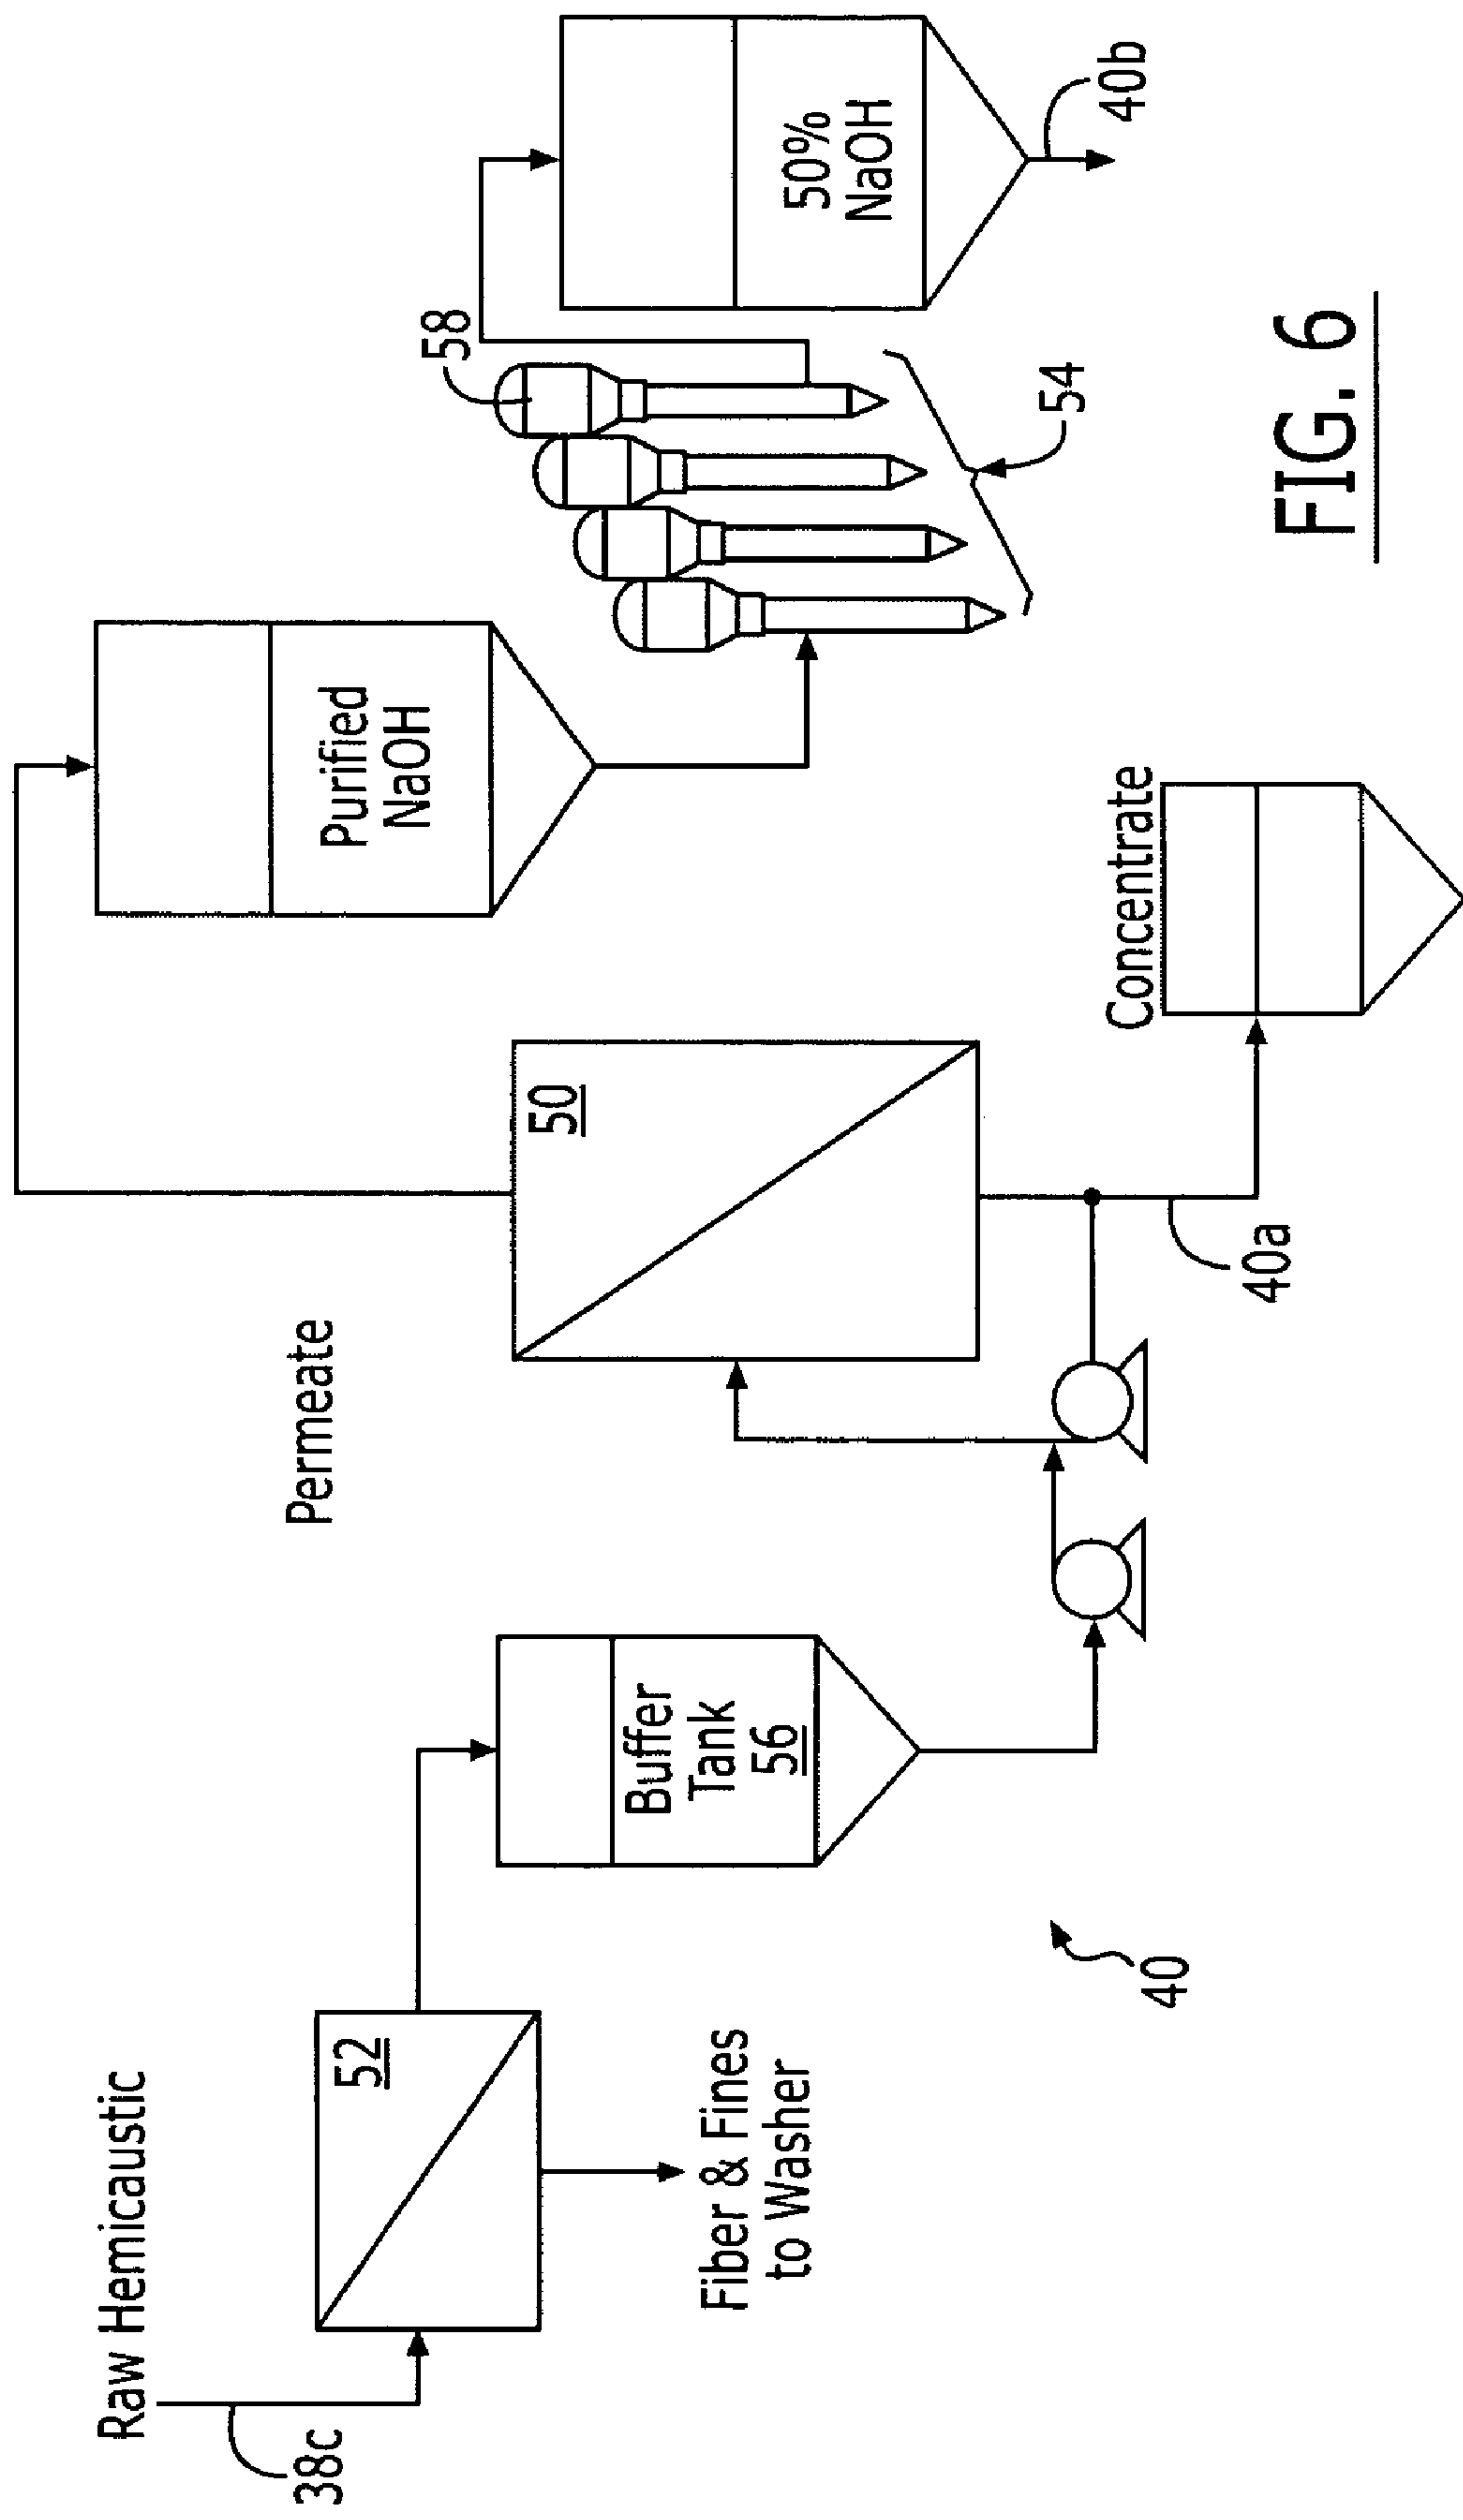 Raw Hemicaustic
38c
52
Fiber & Fines
to Washer
Buffer
Tank
56
40
Permeate
50
40a
Concentrate
Purified
NaOH
58
54
50%
NaOH
40b
FIG. 6